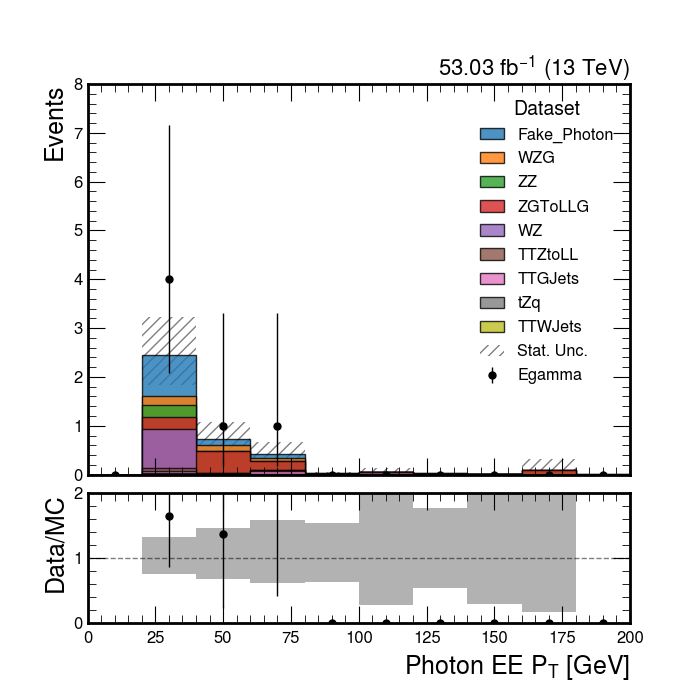 53.03 fb⁻¹ (13 TeV)
Events
8
7
6
5
4
3
2
1
0
Dataset
Fake_Photon
WZG
ZZ
ZGToLLG
WZ
TTZtoLL
TTGJets
tZq
TTWJets
Stat. Unc.
Egamma
Data/MC
2
1
0
0 25 50 75 100 125 150 175 200
Photon EE P_T [GeV]